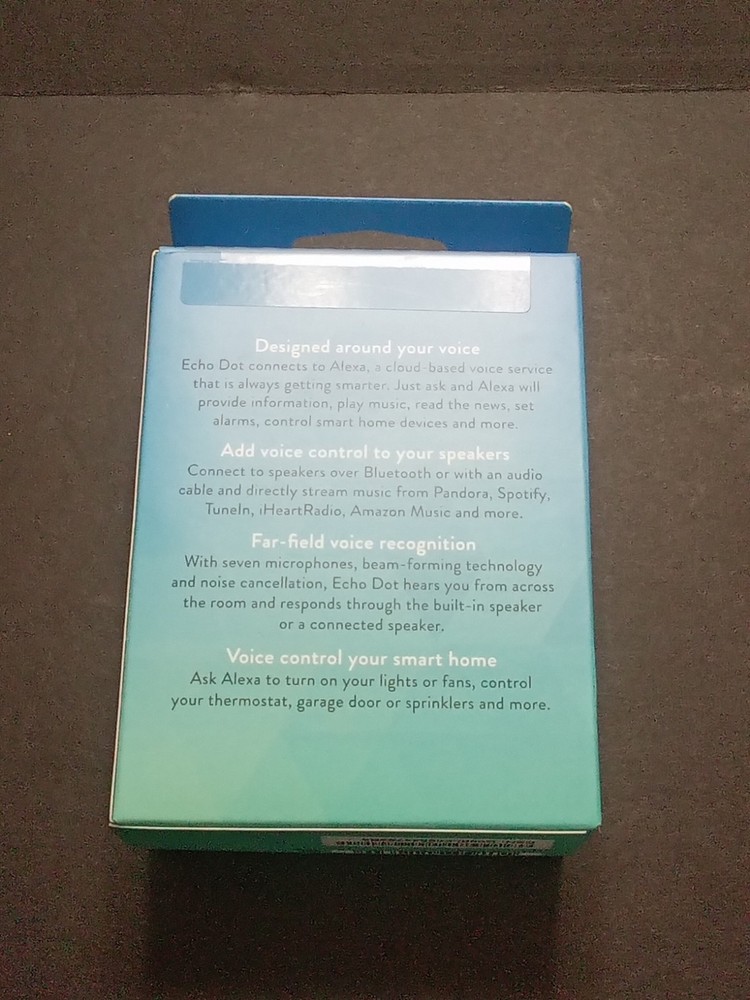 Designed around your voice
Echo Dot connects to Alexa, a cloud-based voice service
that is always getting smarter. Just ask and Alexa will
provide information, play music, read the news, set
alarms, control smart home devices and more.
Add voice control to your speakers
Connect to speakers over Bluetooth or with an audio
cable and directly stream music from Pandora, Spotify,
TuneIn, iHeartRadio, Amazon Music and more.
Far-field voice recognition
With seven microphones, beam-forming technology
and noise cancellation, Echo Dot hears you from across
the room and responds through the built-in speaker
or a connected speaker.
Voice control your smart home
Ask Alexa to turn on your lights or fans, control
your thermostat, garage door or sprinklers and more.